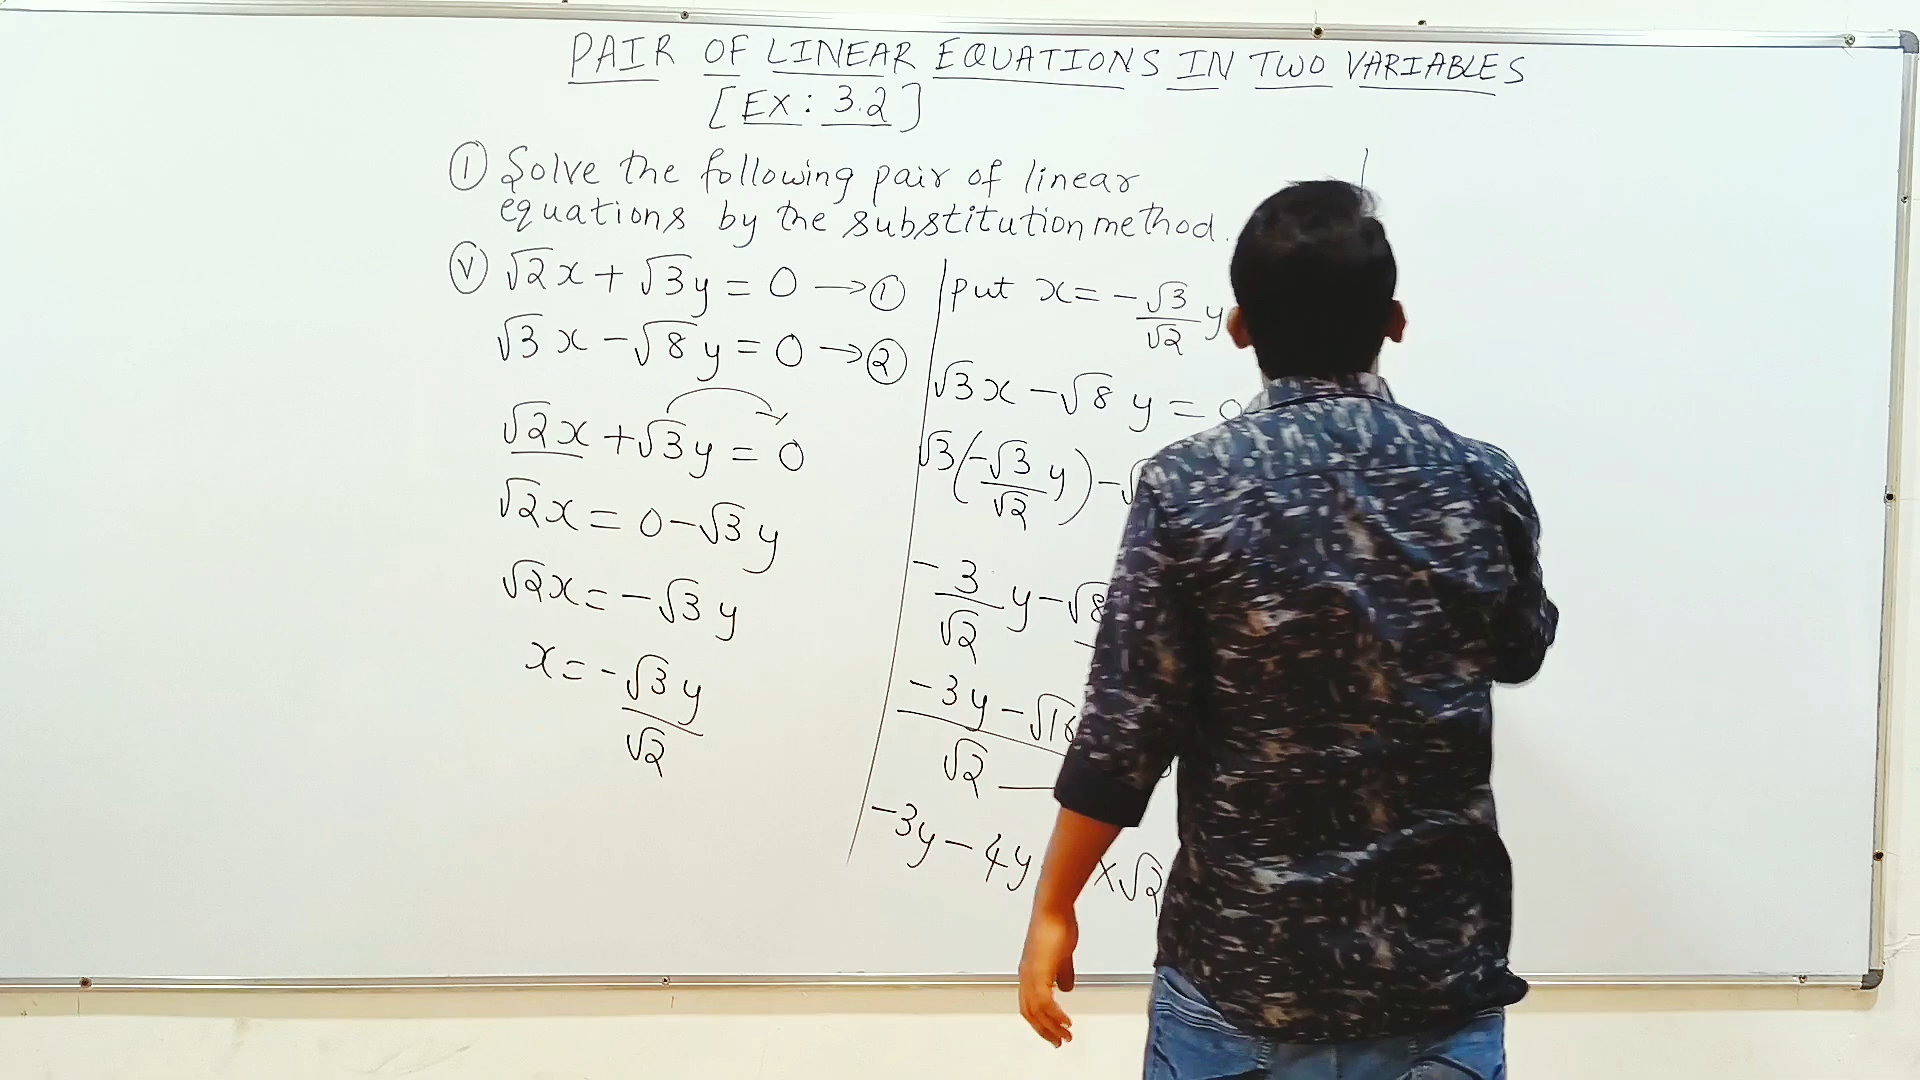 PAIR OF LINEAR EQUATIONS IN TWO VARIABLES
[EX: 3.2]
① Solve the following pair of linear
equations by the substitution method.
Ⓥ √2x + √3y = 0 → ①
√3x - √8y = 0 → ②
√2x + √3y = 0
√2x = 0 - √3y
√2x = -√3y
x = -√3y
√2
put x = -√3/√2 y
√3x - √8y = 0
√3(-√3/√2 y) -
-3/√2 y - √8
-3y - √16
√2
-3y - 4y ×√2